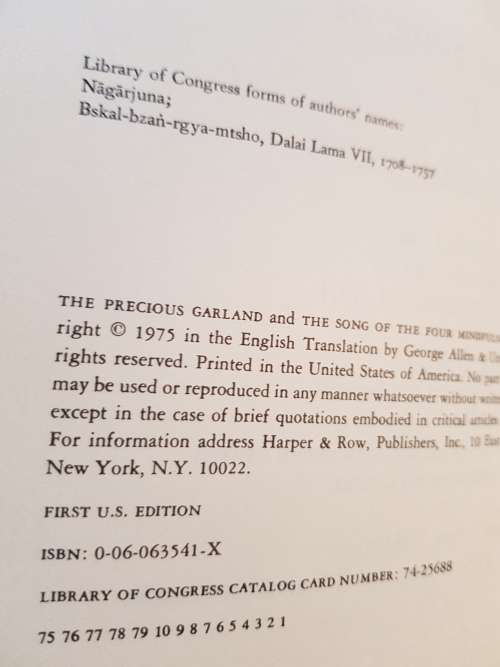 Library of Congress forms of authors' names:
Nāgārjuna;
Bskal-bzaṅ-rgya-mtsho, Dalai Lama VII, 1708–1757
THE PRECIOUS GARLAND and THE SONG OF THE FOUR
right © 1975 in the English Translation by George Allen &
rights reserved. Printed in the United States of America. No part
may be used or reproduced in any manner whatsoever without
except in the case of brief quotations embodied in critical articles
For information address Harper & Row, Publishers, Inc., 10 East
New York, N.Y. 10022.
FIRST U.S. EDITION
ISBN: 0-06-063541-X
LIBRARY OF CONGRESS CATALOG CARD NUMBER: 74-25688
75 76 77 78 79 10 9 8 7 6 5 4 3 2 1